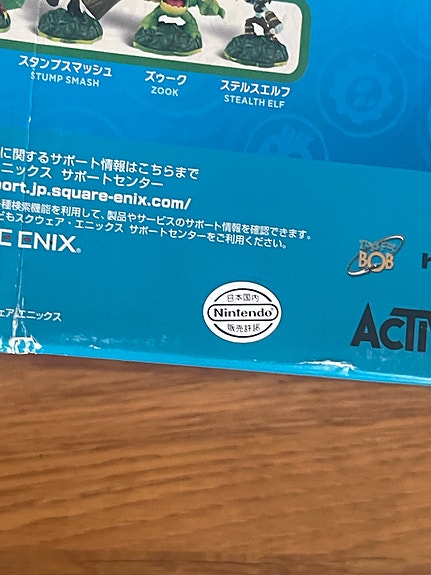 スタンプスマッシュ
STUMP SMASH
ズゥーク
ZOOK
ステルスエルフ
STEALTH ELF
に関するサポート情報はこちらまで
ニックス サポートセンター
port.jp.square-enix.com/
種検索機能を利用して、製品やサービスのサポート情報を確認できます。
どもスクウェア・エニックス サポートセンターをご利用ください。
E ENIX®
TOYS FOR BOB
日本国内
Nintendo
販売許諾
ウェア・エニックス
ACTI